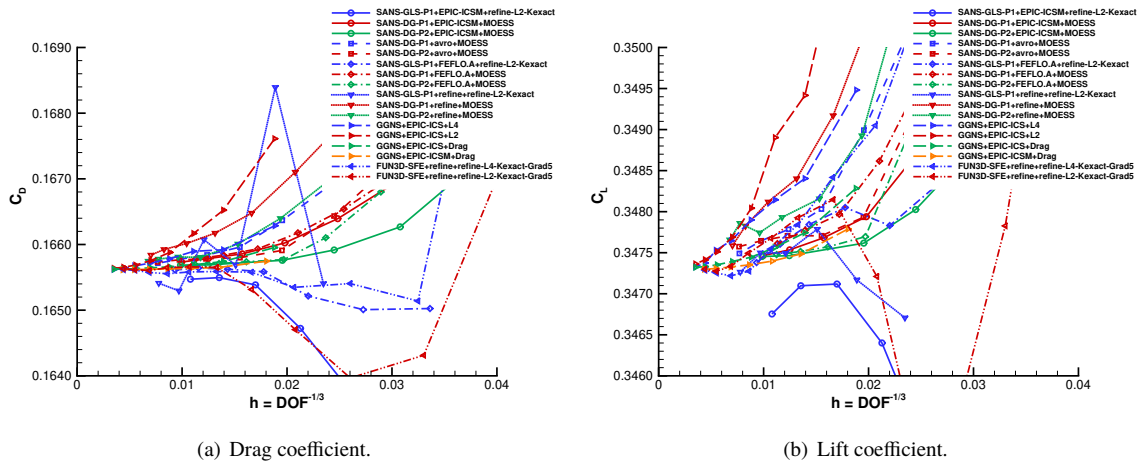 SANS-GLS-P1+EPIC-ICSM+refine-L2-Kexact
SANS-DG-P1+EPIC-ICSM+MOESS
SANS-DG-P2+EPIC-ICSM+MOESS
SANS-DG-P1+avro+MOESS
SANS-DG-P2+avro+MOESS
SANS-GLS-P1+FEFLO.A+refine-L2-Kexact
SANS-DG-P1+FEFLO.A+MOESS
SANS-DG-P2+FEFLO.A+MOESS
SANS-GLS-P1+refine+refine-L2-Kexact
SANS-DG-P1+refine+MOESS
SANS-DG-P2+refine+MOESS
GGNS+EPIC-ICS+L4
GGNS+EPIC-ICS+L2
GGNS+EPIC-ICS+Drag
GGNS+EPIC-ICSM+Drag
FUN3D-SFE+refine+refine-L4-Kexact-Grad5
FUN3D-SFE+refine+refine-L2-Kexact-Grad5
0.1690
0.1680
0.1670
0.1660
0.1650
0.1640
C_D
0 0.01 0.02 0.03 0.04
h = DOF^-1/3
(a) Drag coefficient.
SANS-GLS-P1+EPIC-ICSM+refine-L2-Kexact
SANS-DG-P1+EPIC-ICSM+MOESS
SANS-DG-P2+EPIC-ICSM+MOESS
SANS-DG-P1+avro+MOESS
SANS-DG-P2+avro+MOESS
SANS-GLS-P1+FEFLO.A+refine-L2-Kexact
SANS-DG-P1+FEFLO.A+MOESS
SANS-DG-P2+FEFLO.A+MOESS
SANS-GLS-P1+refine+refine-L2-Kexact
SANS-DG-P1+refine+MOESS
SANS-DG-P2+refine+MOESS
GGNS+EPIC-ICS+L4
GGNS+EPIC-ICS+L2
GGNS+EPIC-ICS+Drag
GGNS+EPIC-ICSM+Drag
FUN3D-SFE+refine+refine-L4-Kexact-Grad5
FUN3D-SFE+refine+refine-L2-Kexact-Grad5
0.3500
0.3495
0.3490
0.3485
0.3480
0.3475
0.3470
0.3465
0.3460
C_L
0 0.01 0.02 0.03 0.04
h = DOF^-1/3
(b) Lift coefficient.